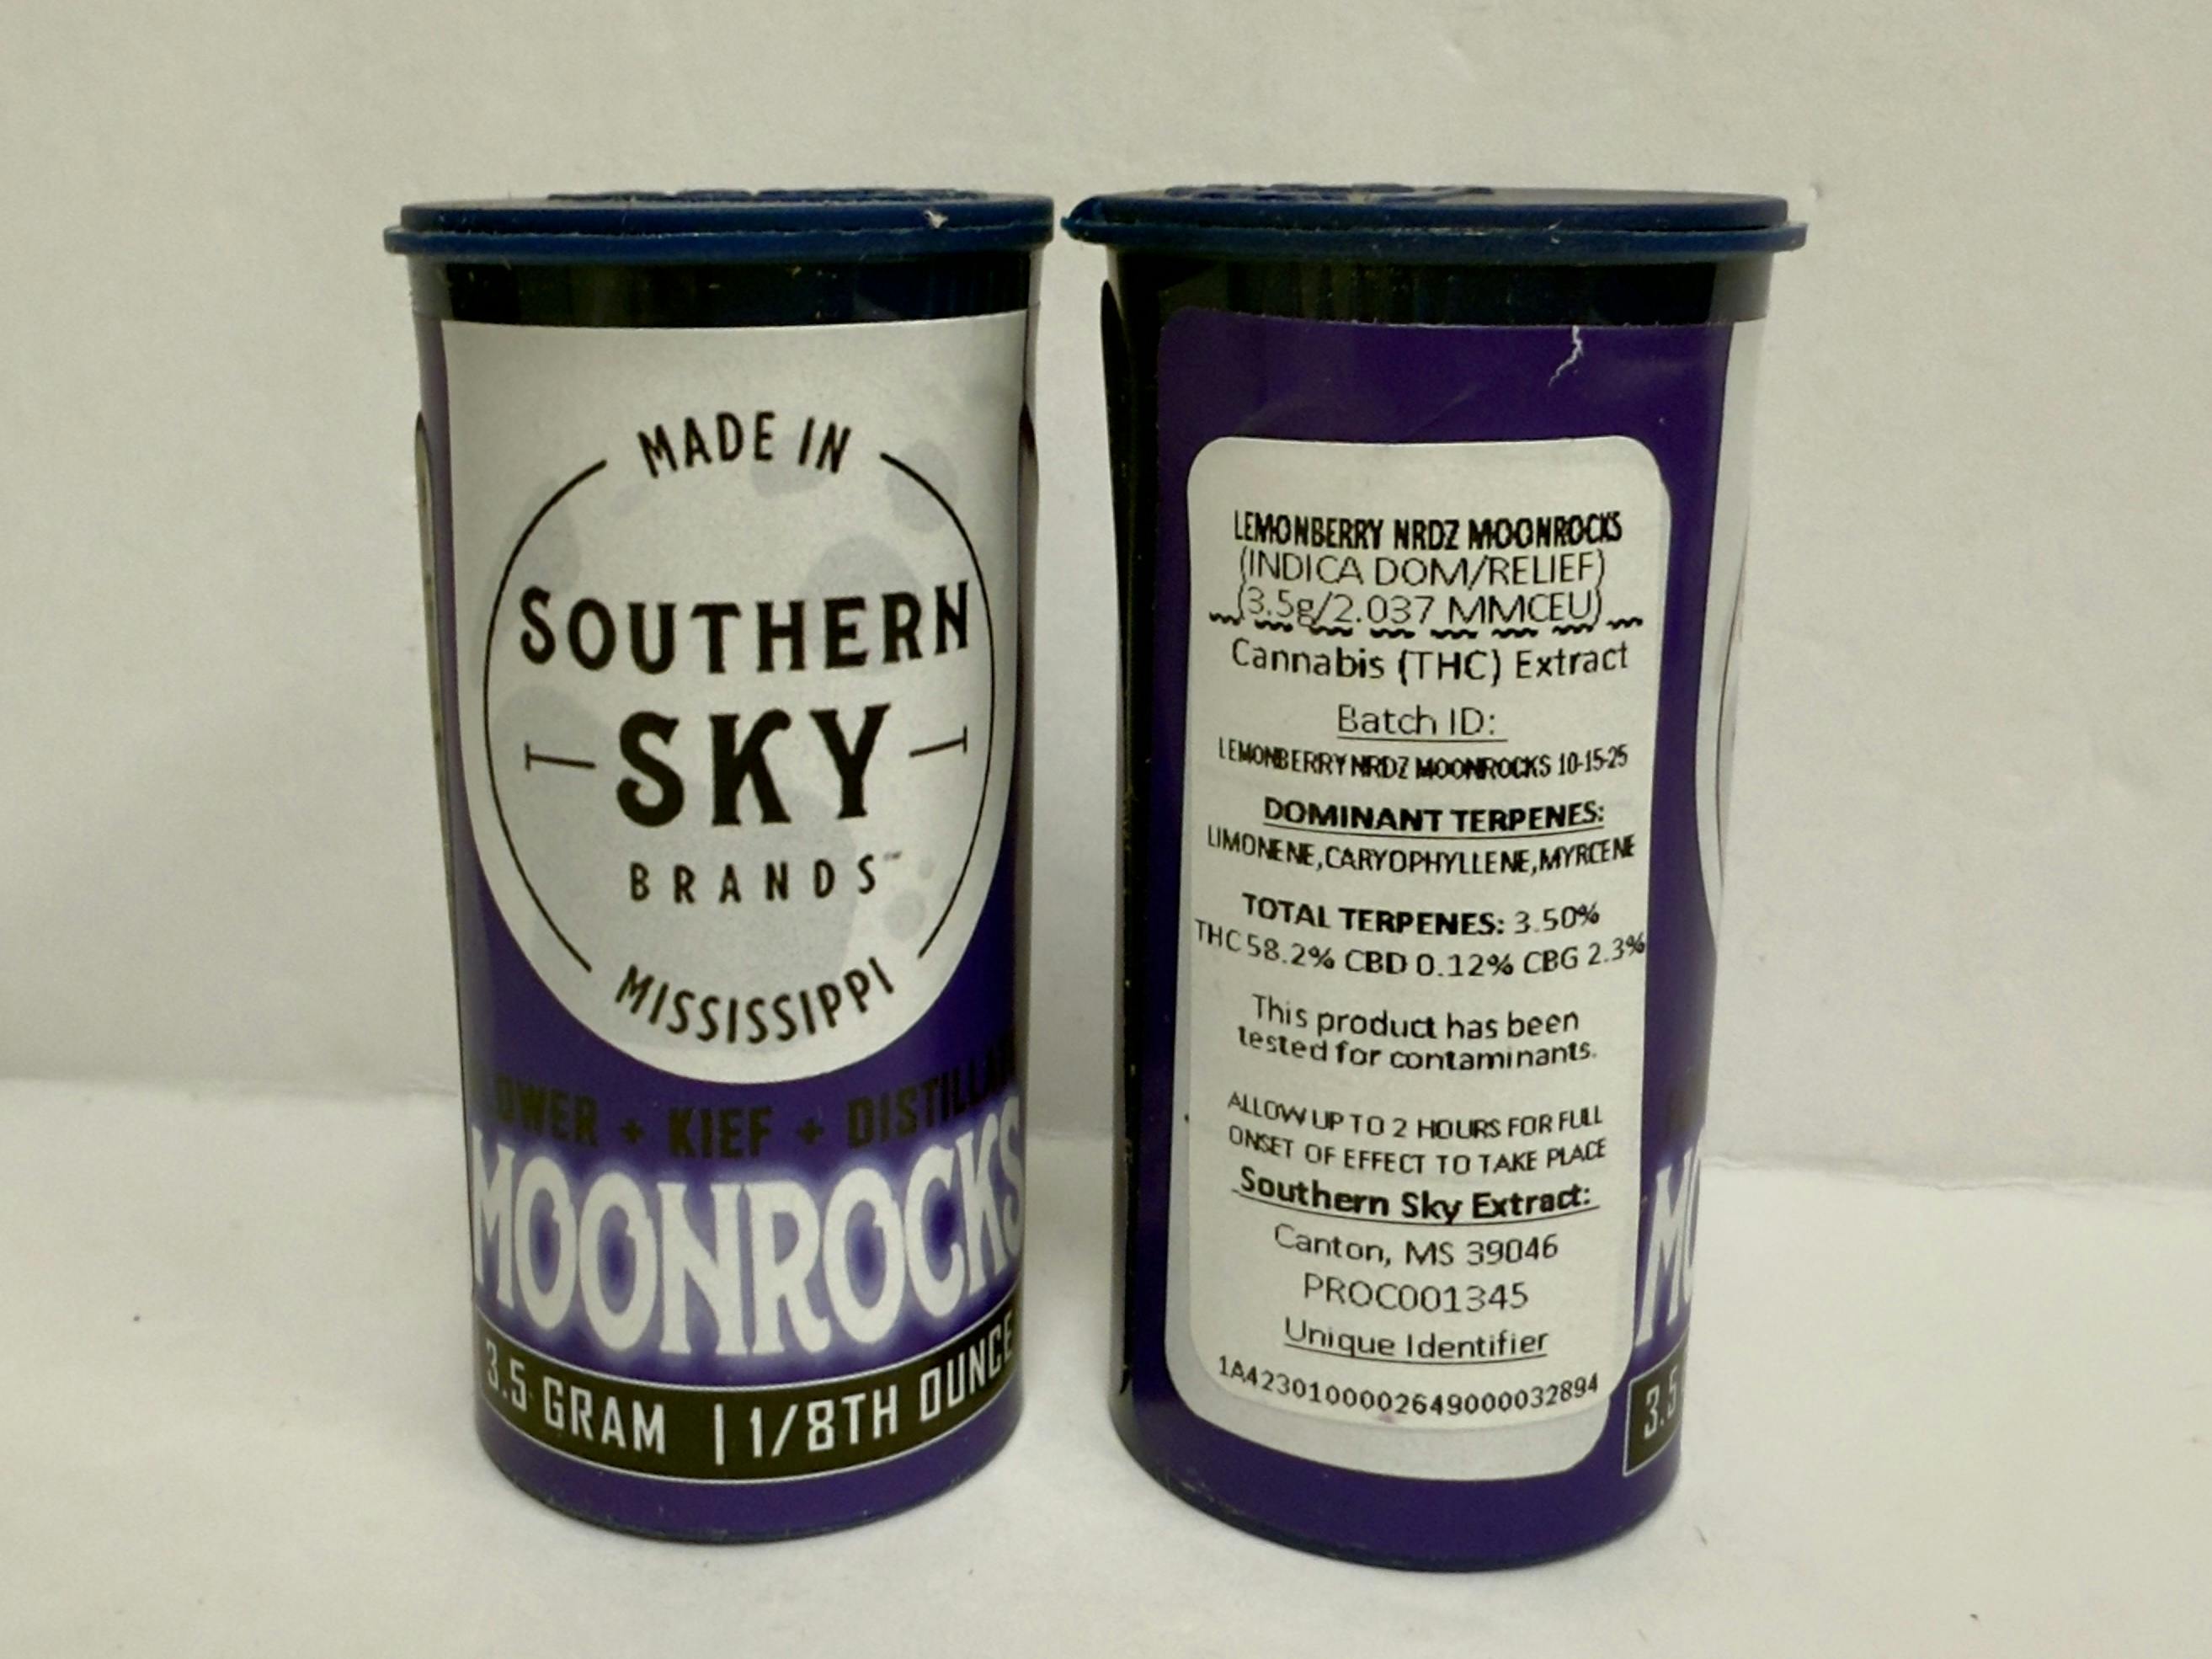 MADE IN
SOUTHERN
SKY
BRANDS™
MISSISSIPPI
KIEF +
MOONROCKS
3.5 GRAM | 1/8TH OUNCE
LEMONBERRY NRDZ MOONROCKS
(INDICA DOM/RELIEF)
(3.5g/2.037 MMCEU)
Cannabis (THC) Extract
Batch ID:
LEMONBERRY NRDZ MOONROCKS 10-15-25
DOMINANT TERPENES:
LIMONENE,CARYOPHYLLENE,MYRCENE
TOTAL TERPENES: 3.50%
THC 58.2% CBD 0.12% CBG 2.3%
This product has been
tested for contaminants.
ALLOW UP TO 2 HOURS FOR FULL
ONSET OF EFFECT TO TAKE PLACE
Southern Sky Extract:
Canton, MS 39046
PROC001345
Unique Identifier
1A4230100002649000032894
MO
3.5